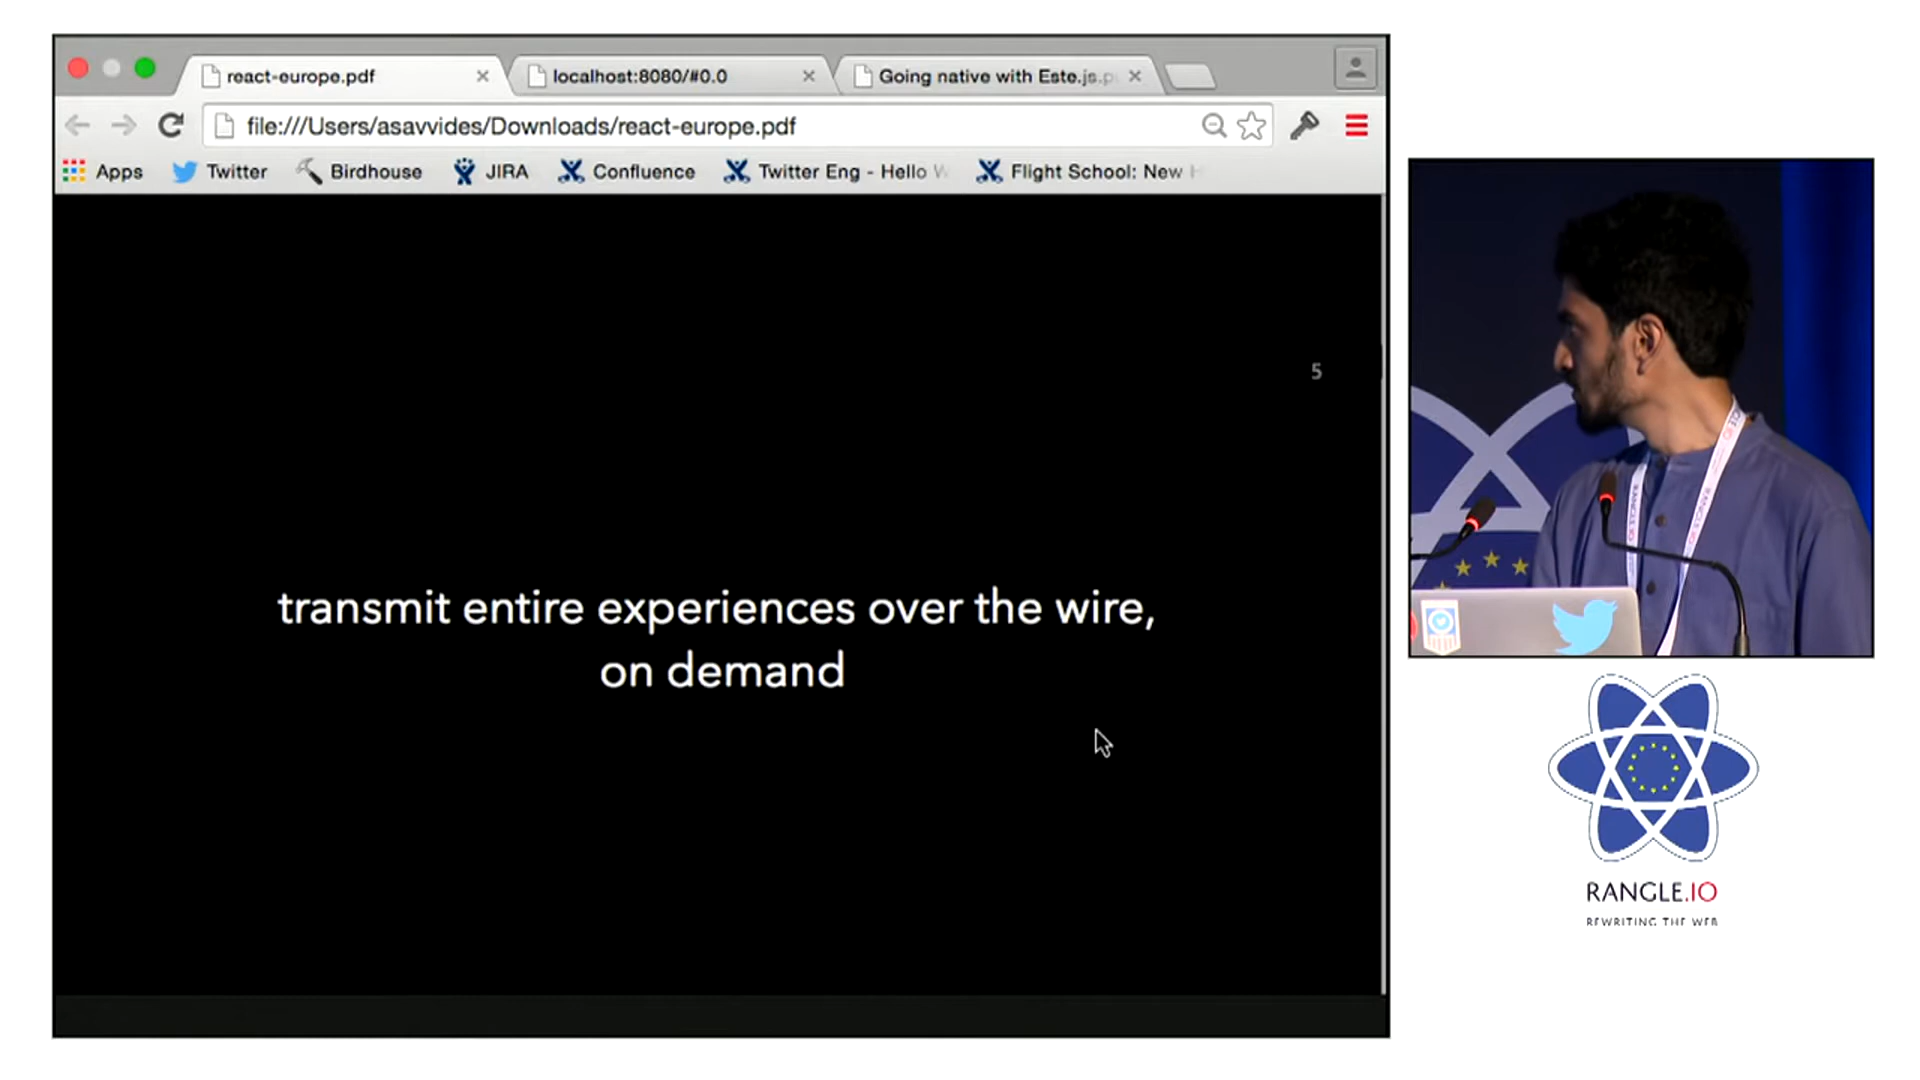 react-europe.pdf
localhost:8080/#0.0
Going native with Este.js.p
file:///Users/asavvides/Downloads/react-europe.pdf
Apps
Twitter
Birdhouse
JIRA
Confluence
Twitter Eng - Hello W
Flight School: New H
5
transmit entire experiences over the wire,
on demand
RANGLE.IO
REWRITING THE WEB